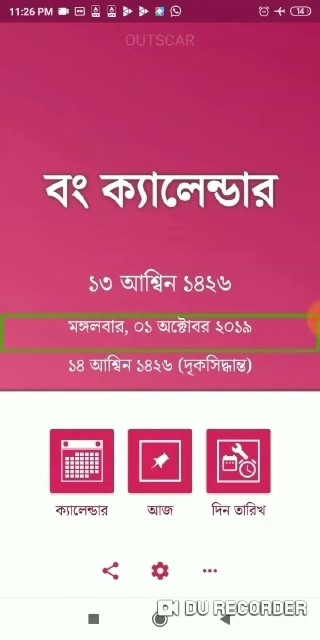 11:26 PM
14
OUTSCAR
বং ক্যালেন্ডার
১৩ আশ্বিন ১৪২৬
মঙ্গলবার, ০১ অক্টোবর ২০১৯
১৪ আশ্বিন ১৪২৬ (দৃকসিদ্ধান্ত)
ক্যালেন্ডার আজ দিন তারিখ
DU RECORDER